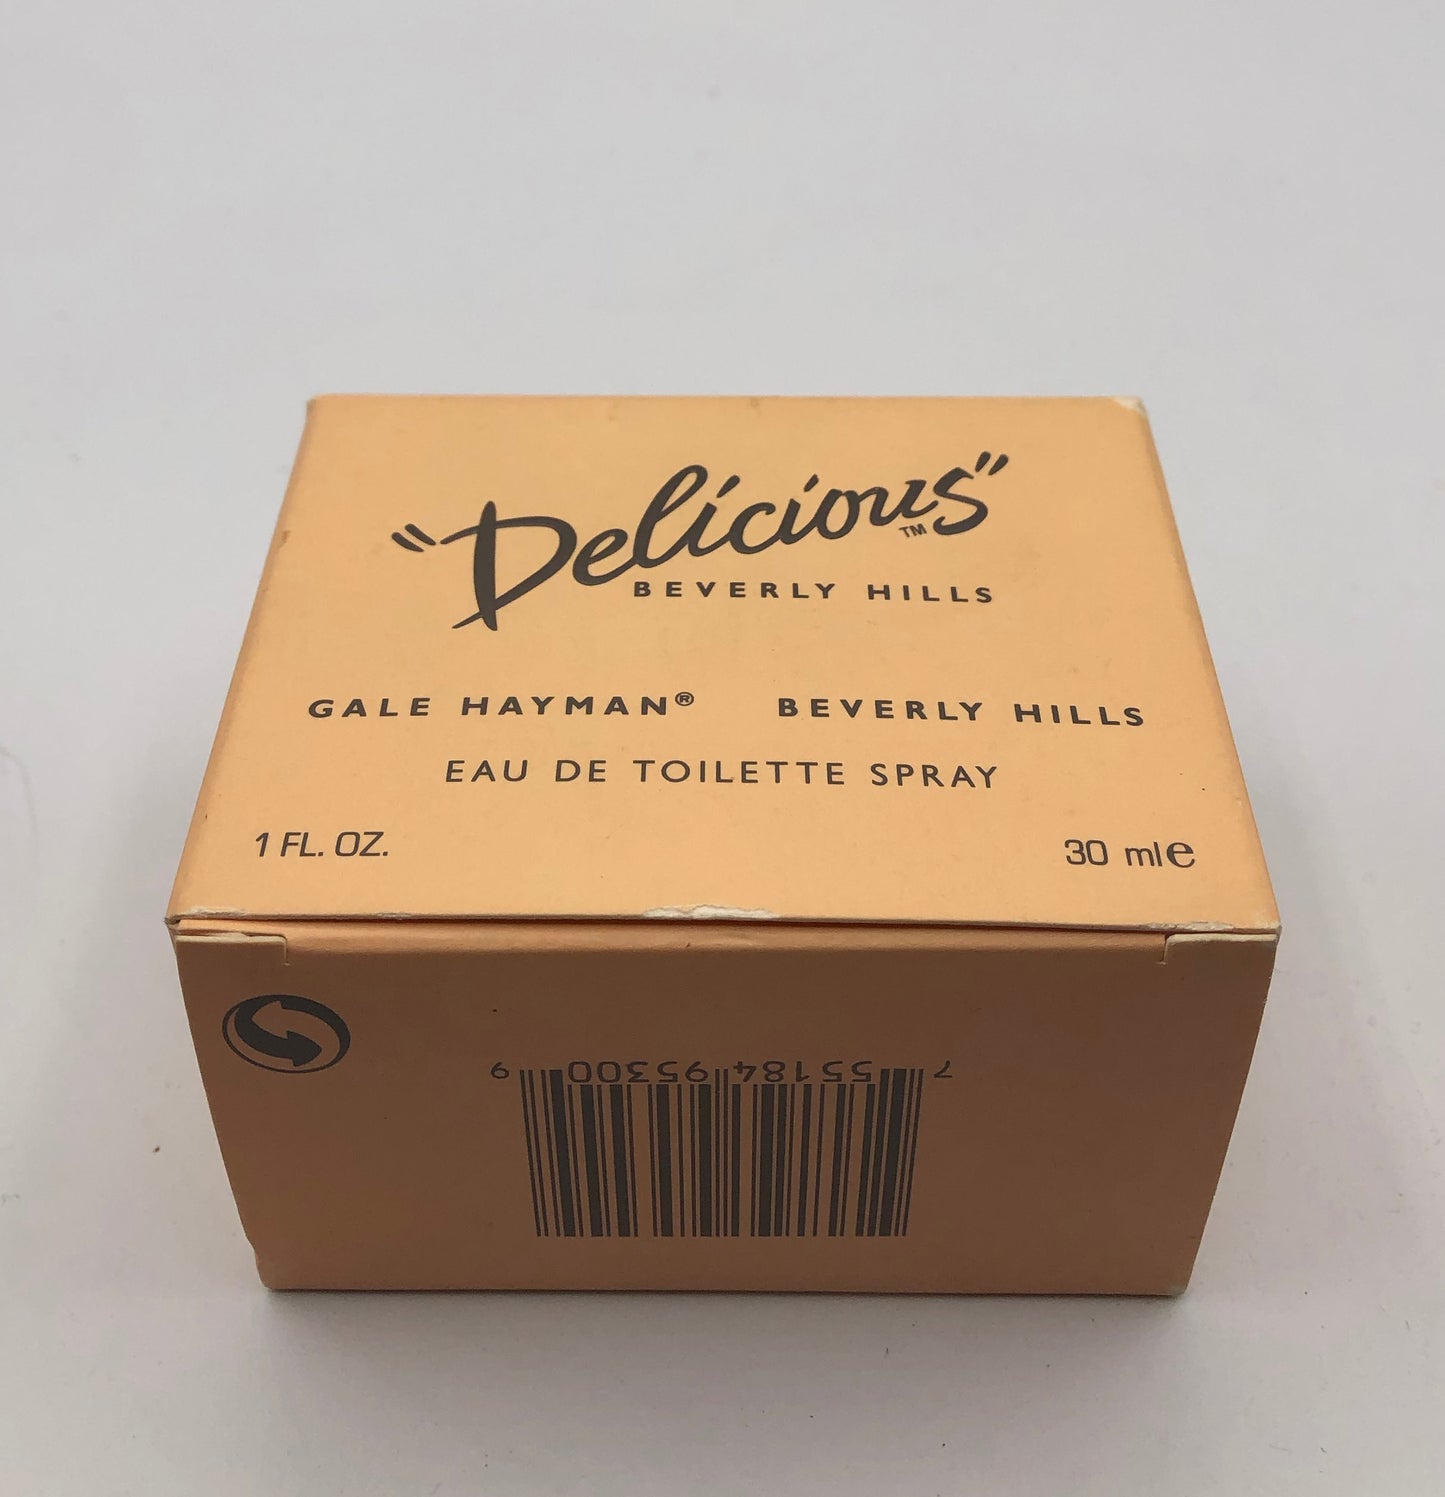 "Delicious"™
BEVERLY HILLS
GALE HAYMAN® BEVERLY HILLS
EAU DE TOILETTE SPRAY
1 FL. OZ. 30 ml ℮
7 55184 95300 9